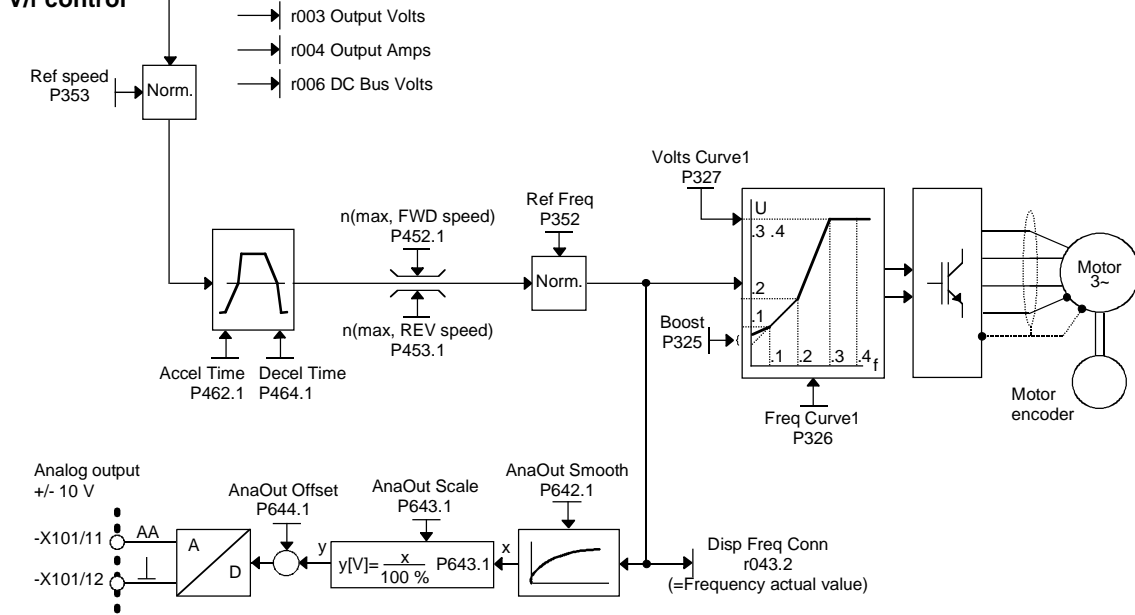 V/f control
r003 Output Volts
r004 Output Amps
r006 DC Bus Volts
Ref speed
P353
Norm.
Volts Curve1
P327
n(max, FWD speed)
P452.1
Ref Freq
P352
Norm.
n(max, REV speed)
P453.1
Accel Time
P462.1
Decel Time
P464.1
Boost
P325
U
.3 .4
.2
.1
.1 .2 .3 .4 f
Freq Curve1
P326
Motor
3~
Motor
encoder
Analog output
+/- 10 V
-X101/11
AA
-X101/12
A
D
AnaOut Offset
P644.1
AnaOut Scale
P643.1
y
y[V]= x / 100 % P643.1
x
AnaOut Smooth
P642.1
Disp Freq Conn
r043.2
(=Frequency actual value)